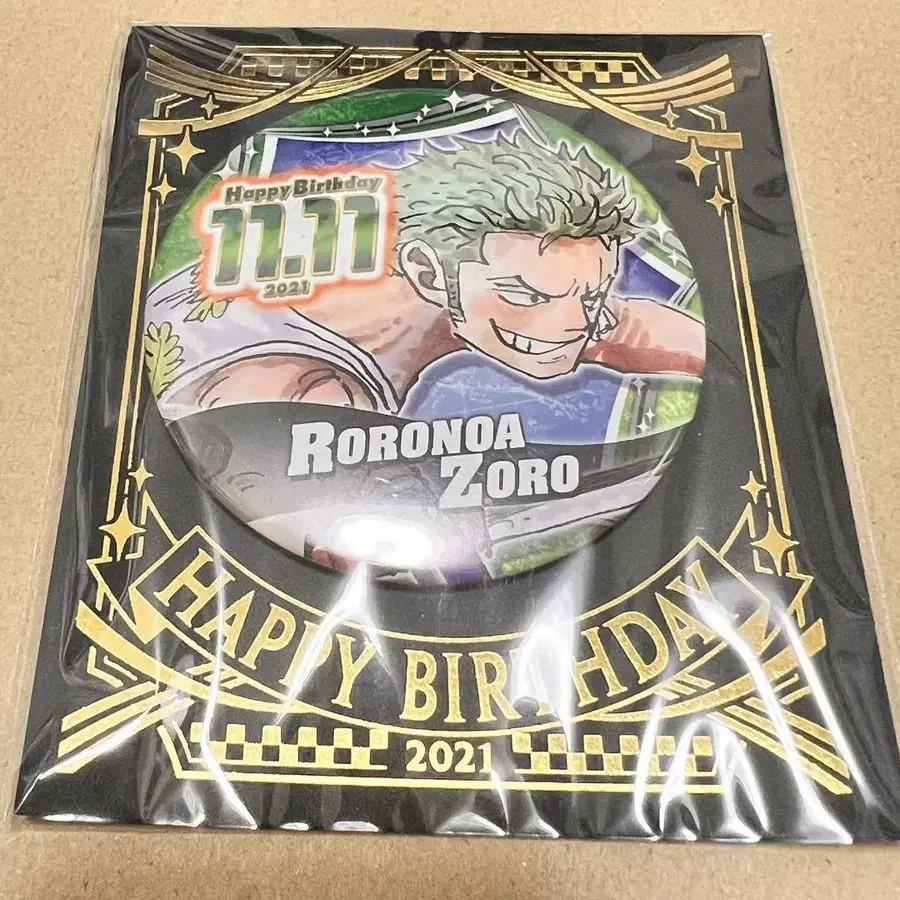 Happy Birthday
11.11
2021
RORONOA
ZORO
HAPPY BIRTHDAY
2021